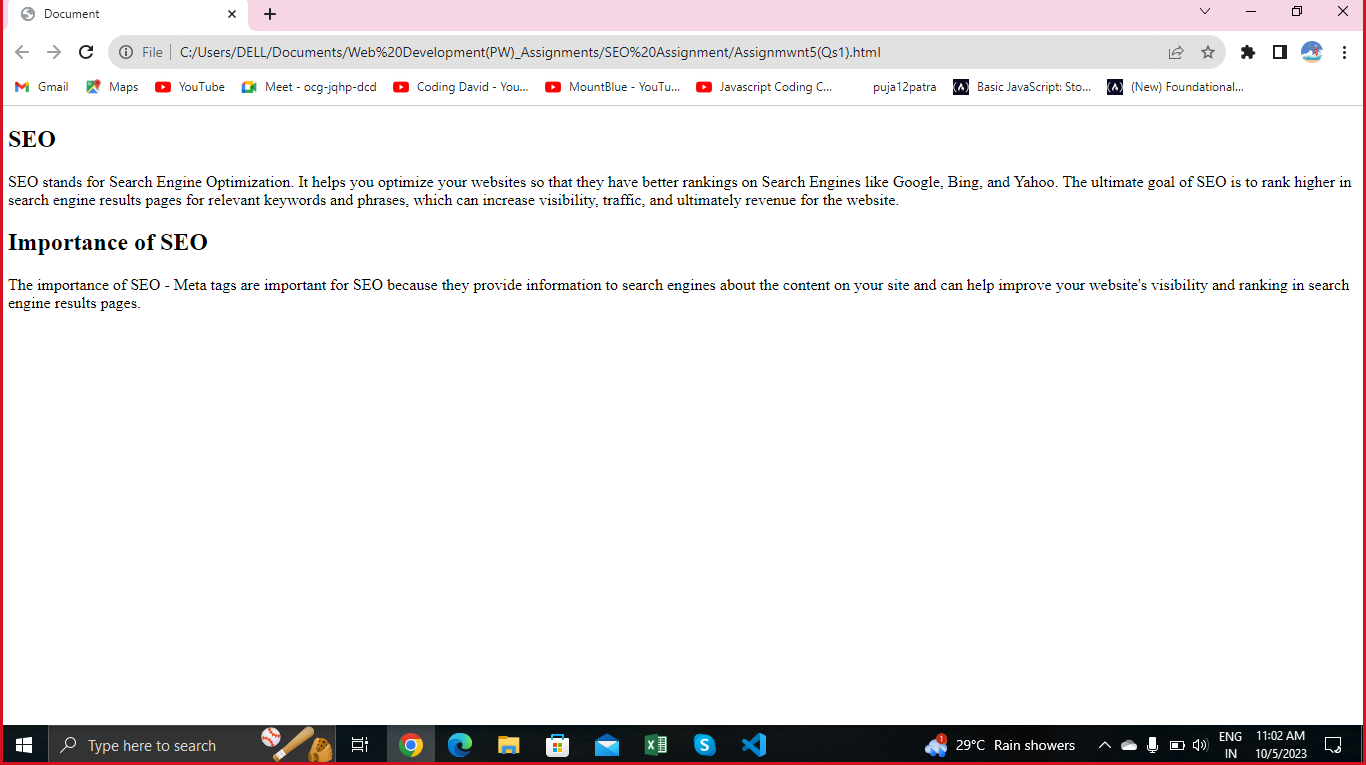 Document
File C:/Users/DELL/Documents/Web%20Development(PW)_Assignments/SEO%20Assignment/Assignmwnt5(Qs1).html
Gmail Maps YouTube Meet - ocg-jqhp-dcd Coding David - You... MountBlue - YouTu... Javascript Coding C... puja12patra Basic JavaScript: Sto... (New) Foundational...
SEO
SEO stands for Search Engine Optimization. It helps you optimize your websites so that they have better rankings on Search Engines like Google, Bing, and Yahoo. The ultimate goal of SEO is to rank higher in
search engine results pages for relevant keywords and phrases, which can increase visibility, traffic, and ultimately revenue for the website.
Importance of SEO
The importance of SEO - Meta tags are important for SEO because they provide information to search engines about the content on your site and can help improve your website's visibility and ranking in search
engine results pages.
Type here to search
1
29°C Rain showers
ENG
IN
11:02 AM
10/5/2023